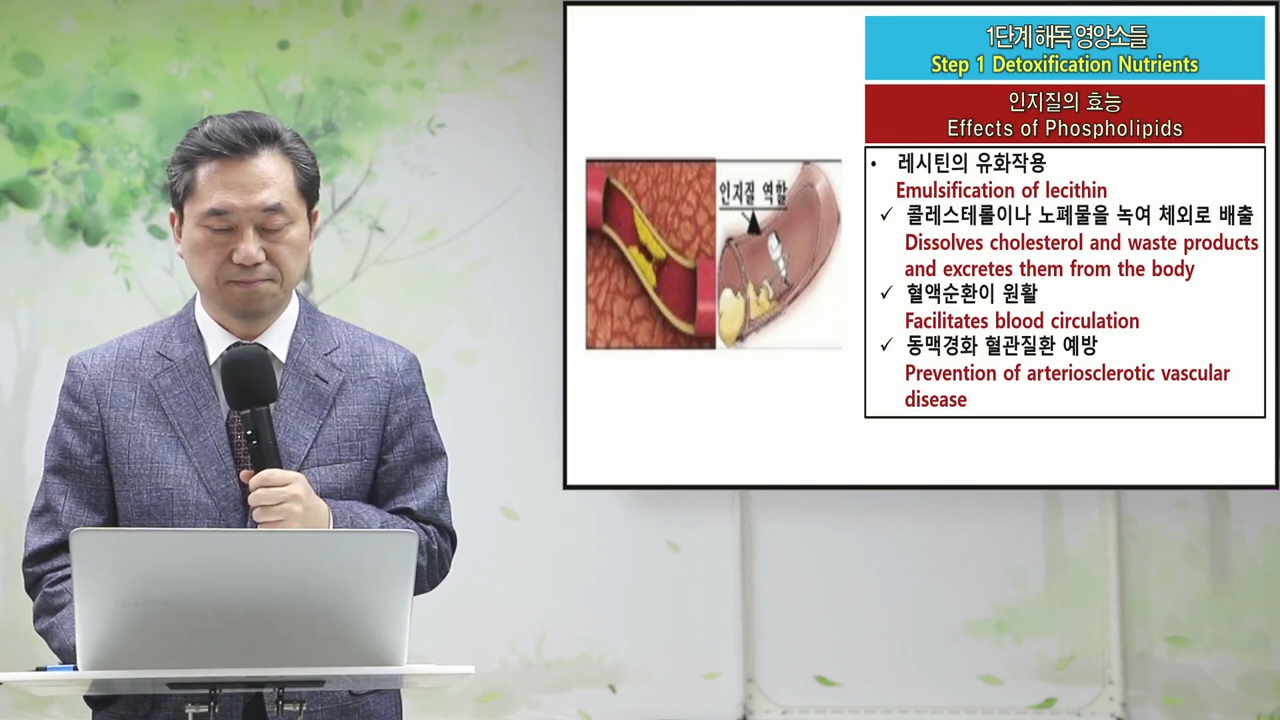 1단계 해독 영양소들
Step 1 Detoxification Nutrients
인지질의 효능
Effects of Phospholipids
인지질 역할
• 레시틴의 유화작용
Emulsification of lecithin
✓ 콜레스테롤이나 노폐물을 녹여 체외로 배출
Dissolves cholesterol and waste products
and excretes them from the body
✓ 혈액순환이 원활
Facilitates blood circulation
✓ 동맥경화 혈관질환 예방
Prevention of arteriosclerotic vascular
disease